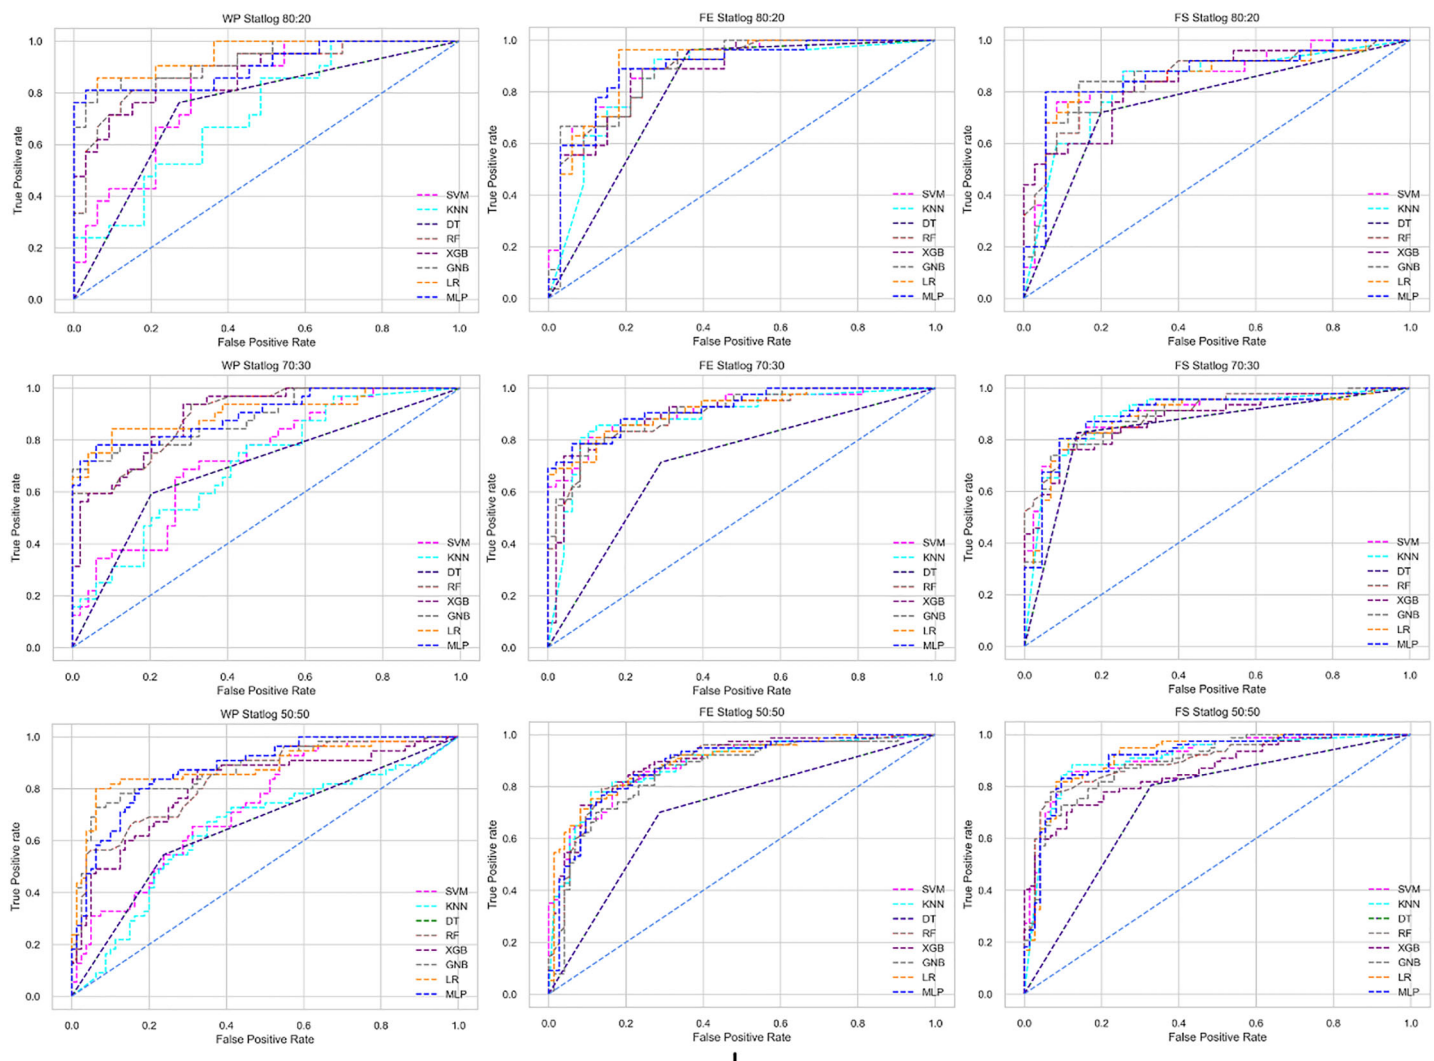 WP Statlog 80:20
True Positive rate
1.0
0.8
0.6
0.4
0.2
0.0
SVM
KNN
DT
RF
XGB
GNB
LR
MLP
0.0 0.2 0.4 0.6 0.8 1.0
False Positive Rate
FE Statlog 80:20
True Positive rate
1.0
0.8
0.6
0.4
0.2
0.0
SVM
KNN
DT
RF
XGB
GNB
LR
MLP
0.0 0.2 0.4 0.6 0.8 1.0
False Positive Rate
FS Statlog 80:20
True Positive rate
1.0
0.8
0.6
0.4
0.2
0.0
SVM
KNN
DT
RF
XGB
GNB
LR
MLP
0.0 0.2 0.4 0.6 0.8 1.0
False Positive Rate
WP Statlog 70:30
True Positive rate
1.0
0.8
0.6
0.4
0.2
0.0
SVM
KNN
DT
RF
XGB
GNB
LR
MLP
0.0 0.2 0.4 0.6 0.8 1.0
False Positive Rate
FE Statlog 70:30
True Positive rate
1.0
0.8
0.6
0.4
0.2
0.0
SVM
KNN
DT
RF
XGB
GNB
LR
MLP
0.0 0.2 0.4 0.6 0.8 1.0
False Positive Rate
FS Statlog 70:30
True Positive rate
1.0
0.8
0.6
0.4
0.2
0.0
SVM
KNN
DT
RF
XGB
GNB
LR
MLP
0.0 0.2 0.4 0.6 0.8 1.0
False Positive Rate
WP Statlog 50:50
True Positive rate
1.0
0.8
0.6
0.4
0.2
0.0
SVM
KNN
DT
RF
XGB
GNB
LR
MLP
0.0 0.2 0.4 0.6 0.8 1.0
False Positive Rate
FE Statlog 50:50
True Positive rate
1.0
0.8
0.6
0.4
0.2
0.0
SVM
KNN
DT
RF
XGB
GNB
LR
MLP
0.0 0.2 0.4 0.6 0.8 1.0
False Positive Rate
FS Statlog 50:50
True Positive rate
1.0
0.8
0.6
0.4
0.2
0.0
SVM
KNN
DT
RF
XGB
GNB
LR
MLP
0.0 0.2 0.4 0.6 0.8 1.0
False Positive Rate